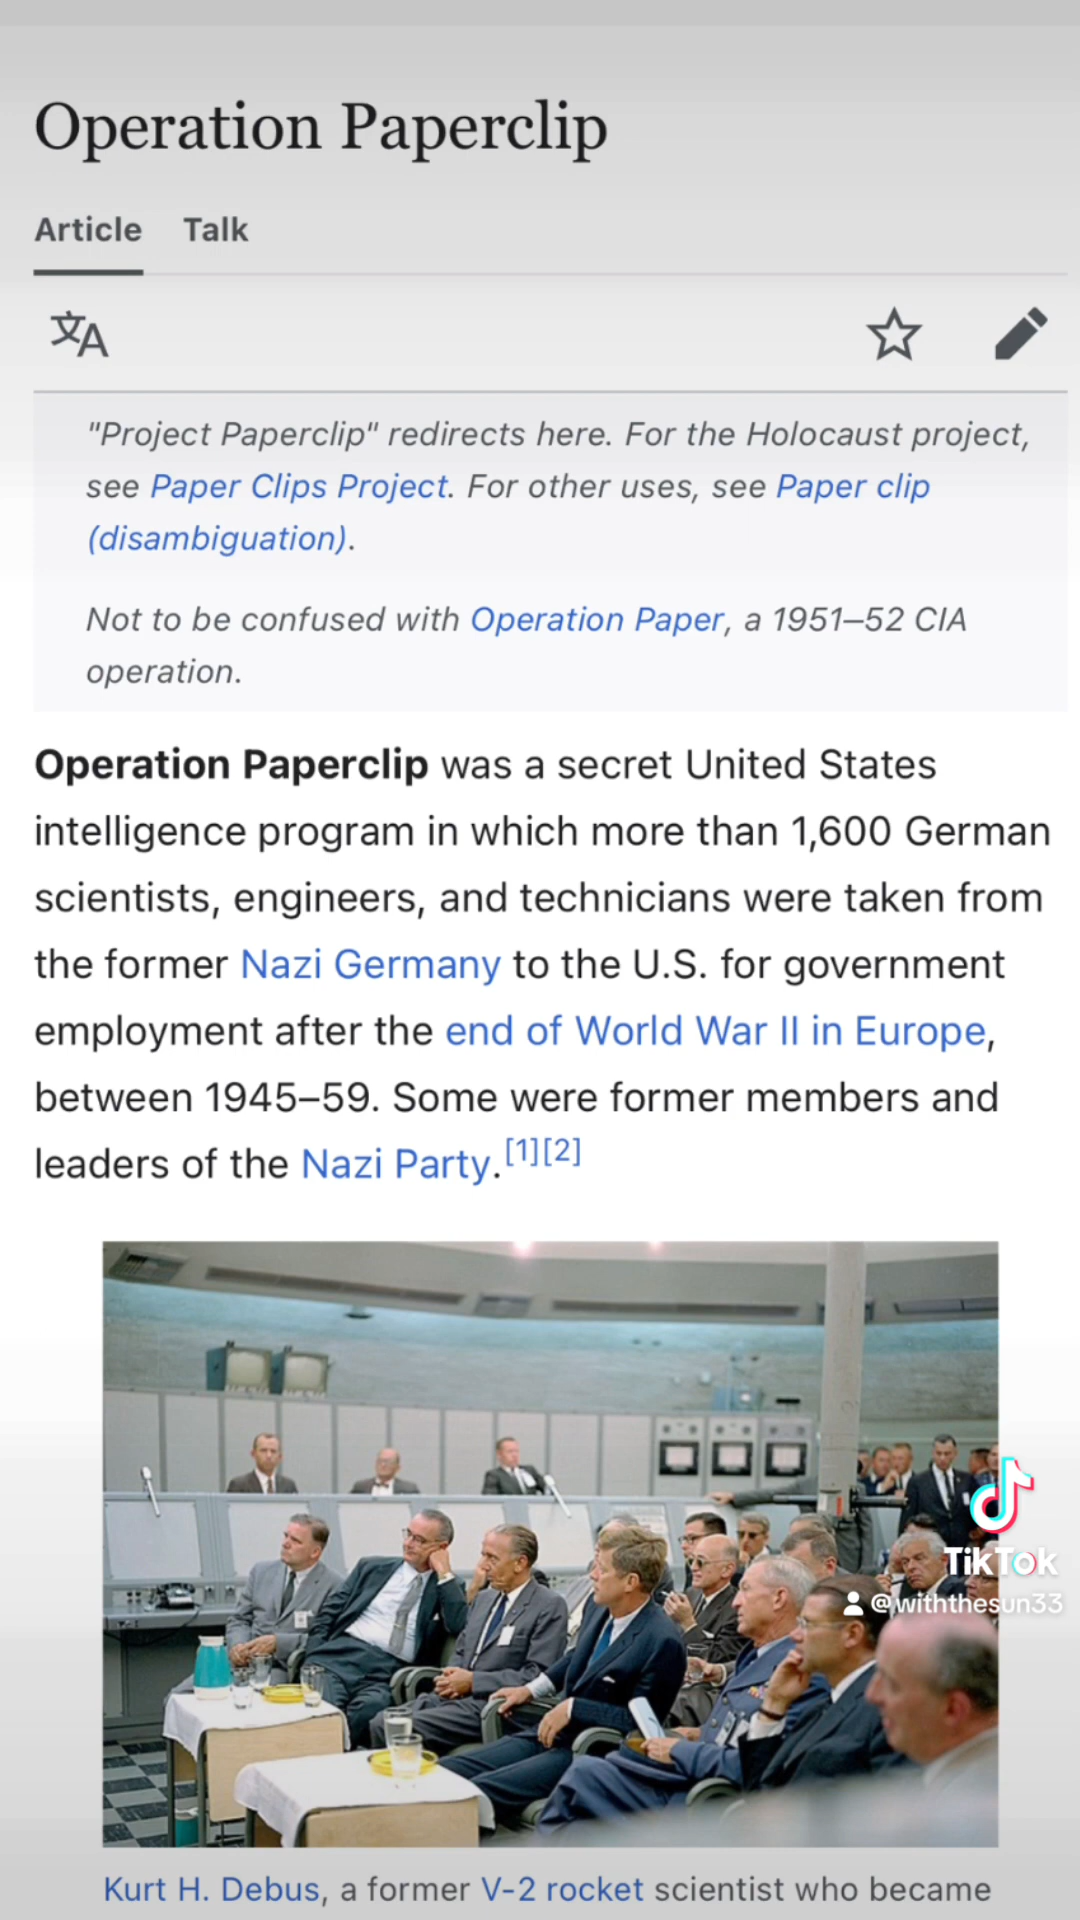 Operation Paperclip
Article Talk
文A
"Project Paperclip" redirects here. For the Holocaust project,
see Paper Clips Project. For other uses, see Paper clip
(disambiguation).
Not to be confused with Operation Paper, a 1951–52 CIA
operation.
Operation Paperclip was a secret United States
intelligence program in which more than 1,600 German
scientists, engineers, and technicians were taken from
the former Nazi Germany to the U.S. for government
employment after the end of World War II in Europe,
between 1945–59. Some were former members and
leaders of the Nazi Party.[1][2]
TikTok
@withthesun33
Kurt H. Debus, a former V-2 rocket scientist who became